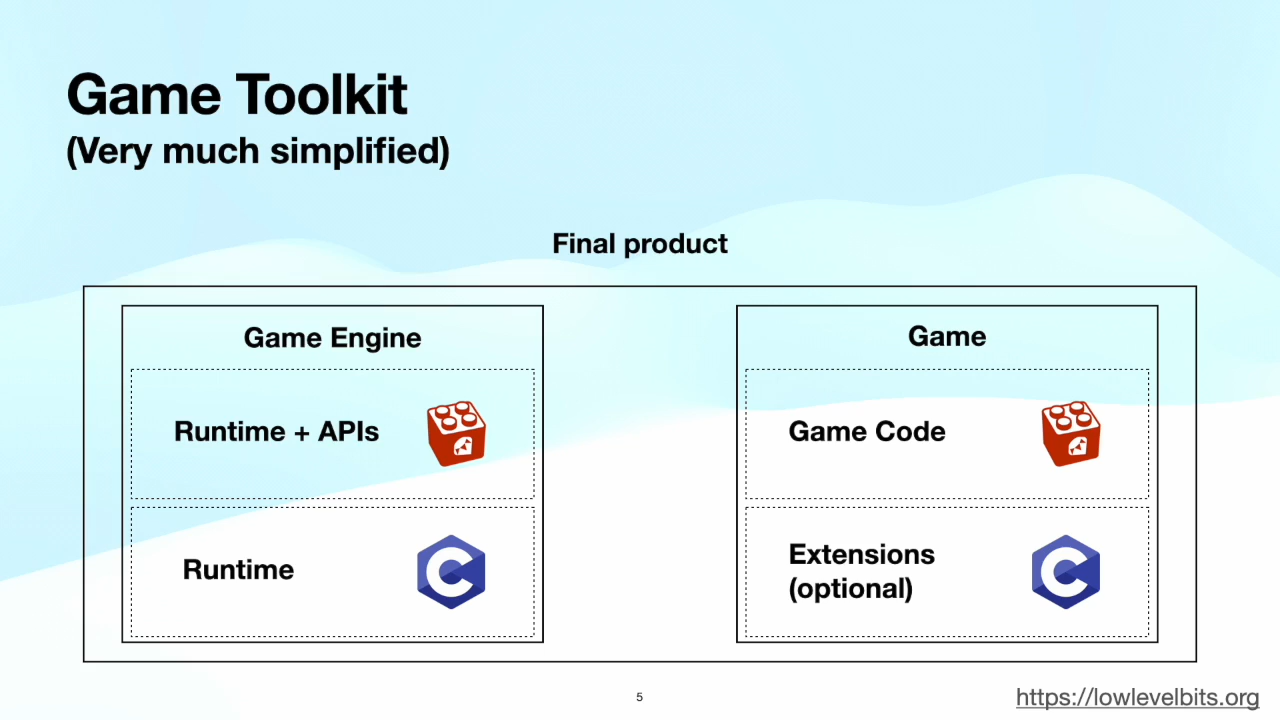 Game Toolkit
(Very much simplified)
Final product
Game Engine
Runtime + APIs
C
Runtime
Game
Game Code
Extensions
(optional)
C
5
https://lowlevelbits.org